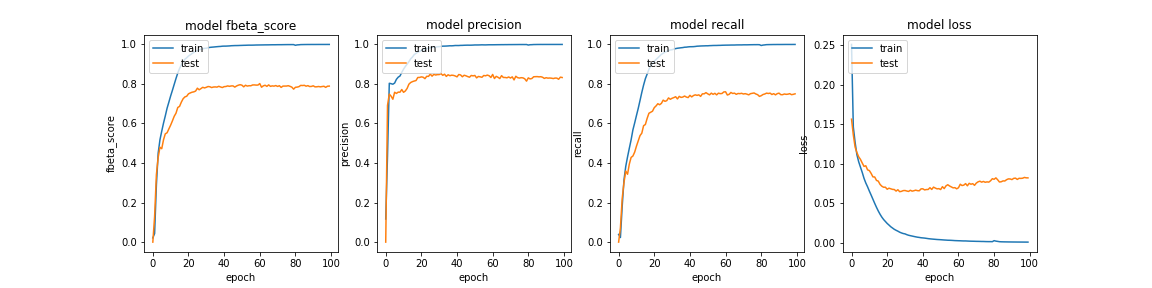 model fbeta_score
train
test
1.0
0.8
0.6
0.4
0.2
0.0
fbeta_score
0 20 40 60 80 100
epoch
model precision
train
test
1.0
0.8
0.6
0.4
0.2
0.0
precision
0 20 40 60 80 100
epoch
model recall
train
test
1.0
0.8
0.6
0.4
0.2
0.0
recall
0 20 40 60 80 100
epoch
model loss
train
test
0.25
0.20
0.15
0.10
0.05
0.00
loss
0 20 40 60 80 100
epoch